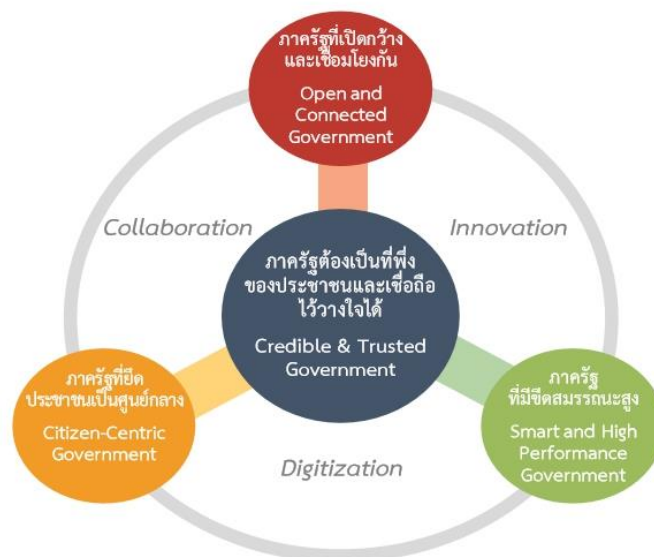 ภาครัฐที่เปิดกว้าง
และเชื่อมโยงกัน
Open and
Connected
Government
Collaboration
Innovation
ภาครัฐต้องเป็นที่พึ่ง
ของประชาชนและเชื่อถือ
ไว้วางใจได้
Credible & Trusted
Government
ภาครัฐที่ยึด
ประชาชนเป็นศูนย์กลาง
Citizen-Centric
Government
ภาครัฐ
ที่มีขีดสมรรถนะสูง
Smart and High
Performance
Government
Digitization